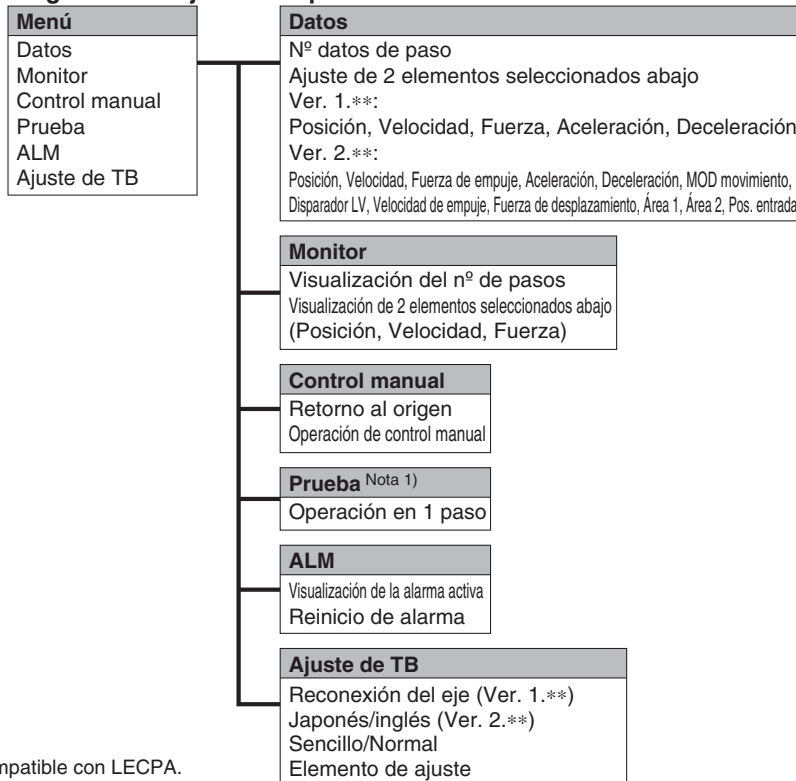 Menú
Datos
Monitor
Control manual
Prueba
ALM
Ajuste de TB
Datos
Nº datos de paso
Ajuste de 2 elementos seleccionados abajo
Ver. 1.**:
Posición, Velocidad, Fuerza, Aceleración, Deceleración
Ver. 2.**:
Posición, Velocidad, Fuerza de empuje, Aceleración, Deceleración, MOD movimiento,
Disparador LV, Velocidad de empuje, Fuerza de desplazamiento, Área 1, Área 2, Pos. entrada
Monitor
Visualización del nº de pasos
Visualización de 2 elementos seleccionados abajo
(Posición, Velocidad, Fuerza)
Control manual
Retorno al origen
Operación de control manual
Prueba Nota 1)
Operación en 1 paso
ALM
Visualización de la alarma activa
Reinicio de alarma
Ajuste de TB
Reconexión del eje (Ver. 1.**)
Japonés/inglés (Ver. 2.**)
Sencillo/Normal
Elemento de ajuste
mpatible con LECPA.